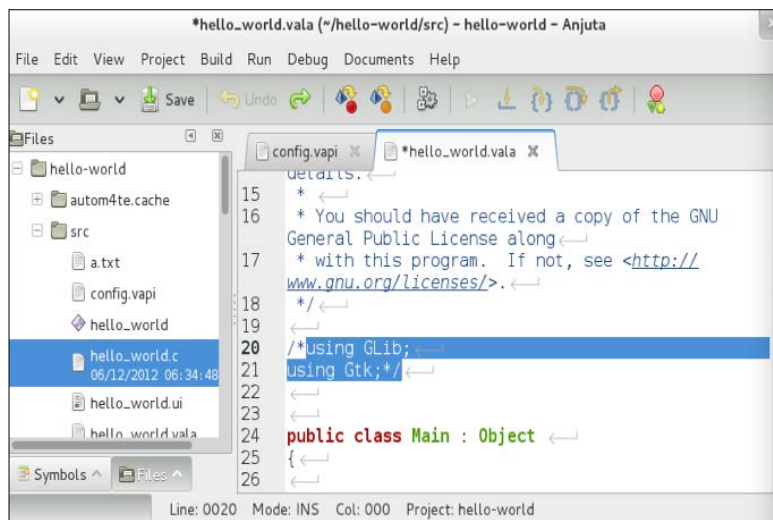 *hello_world.vala (~/hello-world/src) - hello-world - Anjuta
File Edit View Project Build Run Debug Documents Help
Save Undo
Files
hello-world
autom4te.cache
src
a.txt
config.vapi
hello_world
hello_world.c
06/12/2012 06:34:48
hello_world.ui
hello_world.vala
Symbols Files
config.vapi *hello_world.vala
details.
15 *
16 * You should have received a copy of the GNU
General Public License along
17 * with this program. If not, see <http://
www.gnu.org/licenses/>.
18 */
19
20 /*using GLib;
21 using Gtk;*/
22
23
24 public class Main : Object
25 {
26
Line: 0020 Mode: INS Col: 000 Project: hello-world